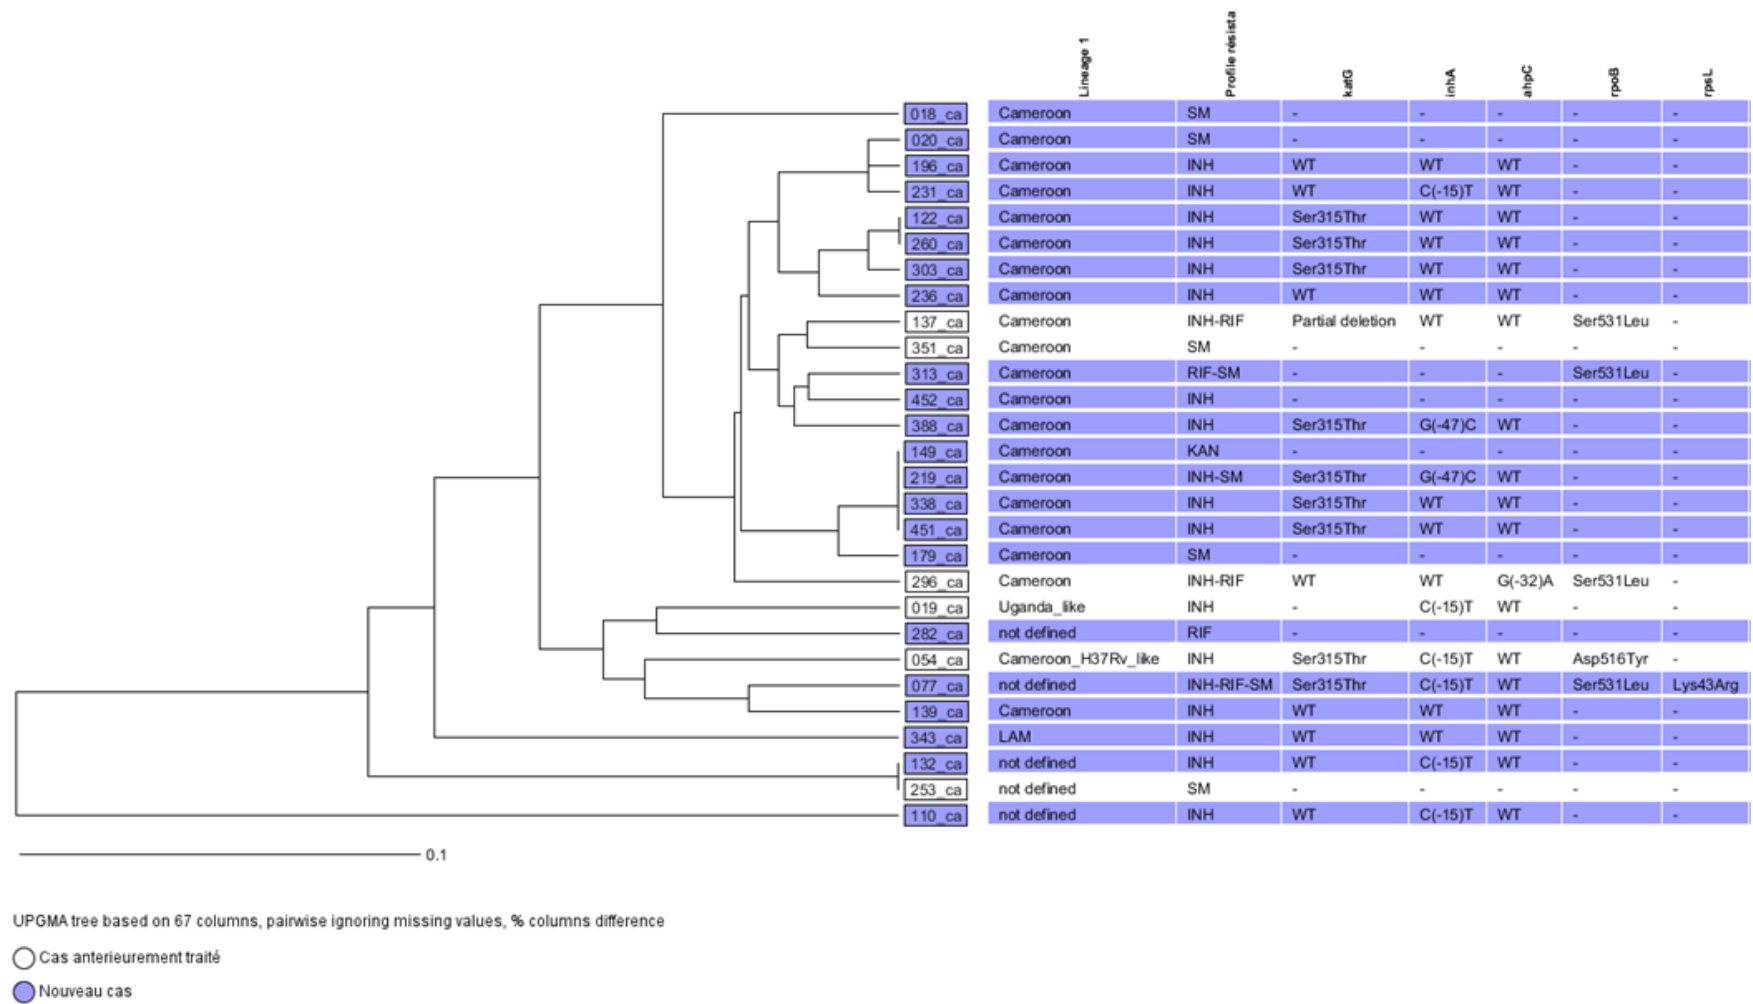 Lineage 1 Profile résista katG inhA ahpC rpoB rpsL
018_ca Cameroon SM - - - - -
020_ca Cameroon SM - - - - -
196_ca Cameroon INH WT WT WT - -
231_ca Cameroon INH WT C(-15)T WT - -
122_ca Cameroon INH Ser315Thr WT WT - -
260_ca Cameroon INH Ser315Thr WT WT - -
303_ca Cameroon INH Ser315Thr WT WT - -
236_ca Cameroon INH WT WT WT - -
137_ca Cameroon INH-RIF Partial deletion WT WT Ser531Leu -
351_ca Cameroon SM - - - - -
313_ca Cameroon RIF-SM - - - Ser531Leu -
452_ca Cameroon INH - - - - -
388_ca Cameroon INH Ser315Thr G(-47)C WT - -
149_ca Cameroon KAN - - - - -
219_ca Cameroon INH-SM Ser315Thr G(-47)C WT - -
338_ca Cameroon INH Ser315Thr WT WT - -
451_ca Cameroon INH Ser315Thr WT WT - -
179_ca Cameroon SM - - - - -
296_ca Cameroon INH-RIF WT WT G(-32)A Ser531Leu -
019_ca Uganda_like INH - C(-15)T WT - -
282_ca not defined RIF - - - - -
054_ca Cameroon_H37Rv_like INH Ser315Thr C(-15)T WT Asp516Tyr -
077_ca not defined INH-RIF-SM Ser315Thr C(-15)T WT Ser531Leu Lys43Arg
139_ca Cameroon INH WT WT WT - -
343_ca LAM INH WT WT WT - -
132_ca not defined INH WT C(-15)T WT - -
253_ca not defined SM - - - - -
110_ca not defined INH WT C(-15)T WT - -
0.1
UPGMA tree based on 67 columns, pairwise ignoring missing values, % columns difference
Cas anterieurement traité
Nouveau cas